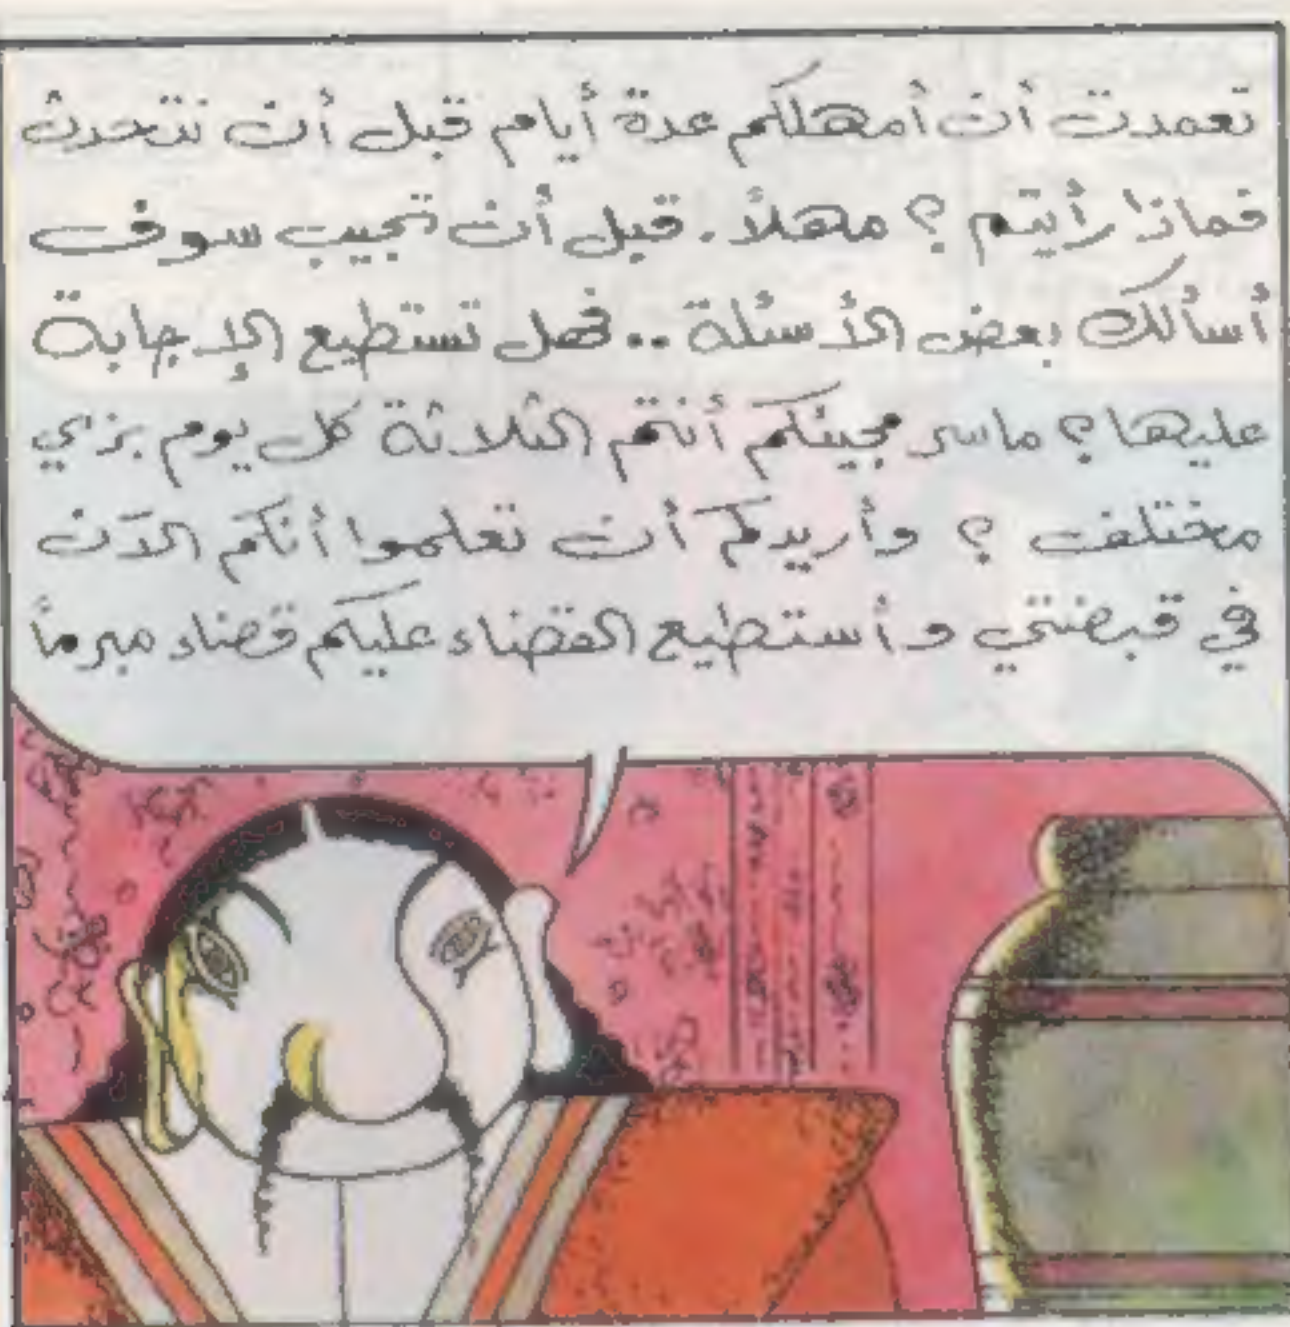 تعمدت أن أمهلكم عدة أيام قبل أن نتحدث
فماذا رأيتم ؟ مهلاً . قبل أن تجيب سوف
أسألك بعض الأسئلة .. فهل تستطيع الإجابة
عليها ؟ ماسر مجيئكم أنتم الثلاثة كل يوم بزي
مختلف ؟ وأريدكم أن تعلموا أنكم الآن
في قبضتي وأستطيع القضاء عليكم قضاء مبرماً